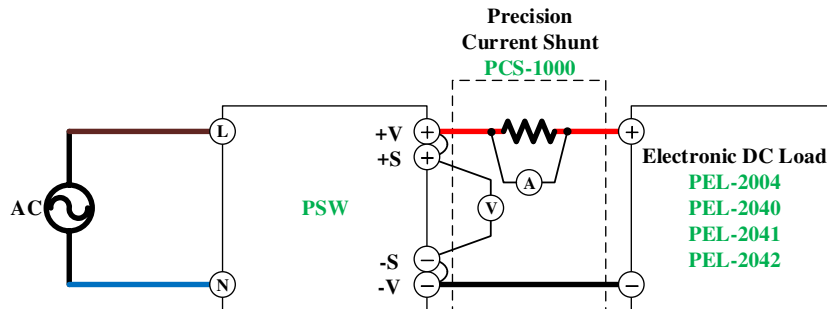 Precision
Current Shunt
PCS-1000
L
+V
+
+
+S
+
Electronic DC Load
A
PEL-2004
AC
PSW
V
PEL-2040
PEL-2041
-S
−
PEL-2042
N
-V
−
−